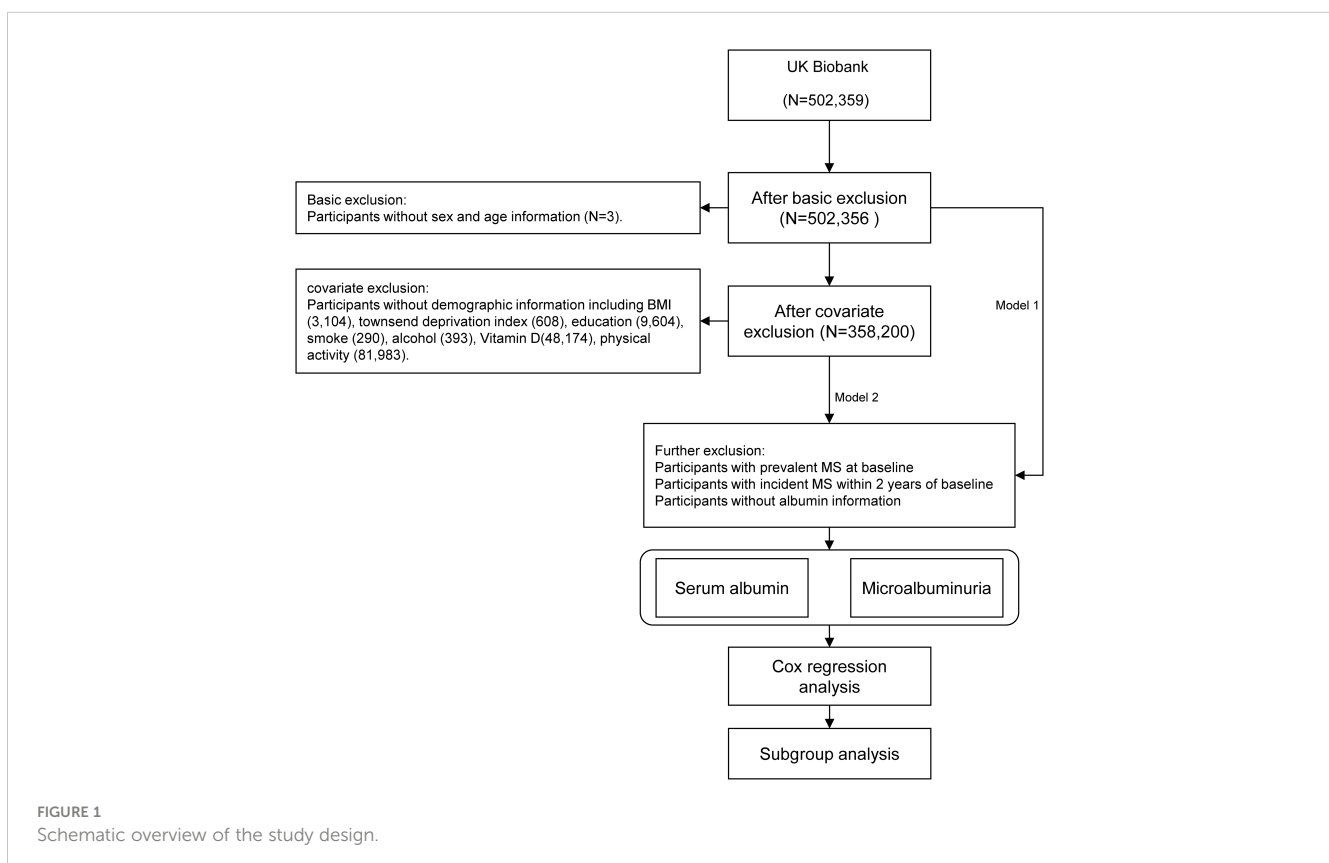 UK Biobank
(N=502,359)
Basic exclusion:
Participants without sex and age information (N=3).
After basic exclusion
(N=502,356 )
covariate exclusion:
Participants without demographic information including BMI
(3,104), townsend deprivation index (608), education (9,604),
smoke (290), alcohol (393), Vitamin D(48,174), physical
activity (81,983).
After covariate
exclusion (N=358,200)
Model 1
Model 2
Further exclusion:
Participants with prevalent MS at baseline
Participants with incident MS within 2 years of baseline
Participants without albumin information
Serum albumin
Microalbuminuria
Cox regression
analysis
Subgroup analysis
FIGURE 1
Schematic overview of the study design.